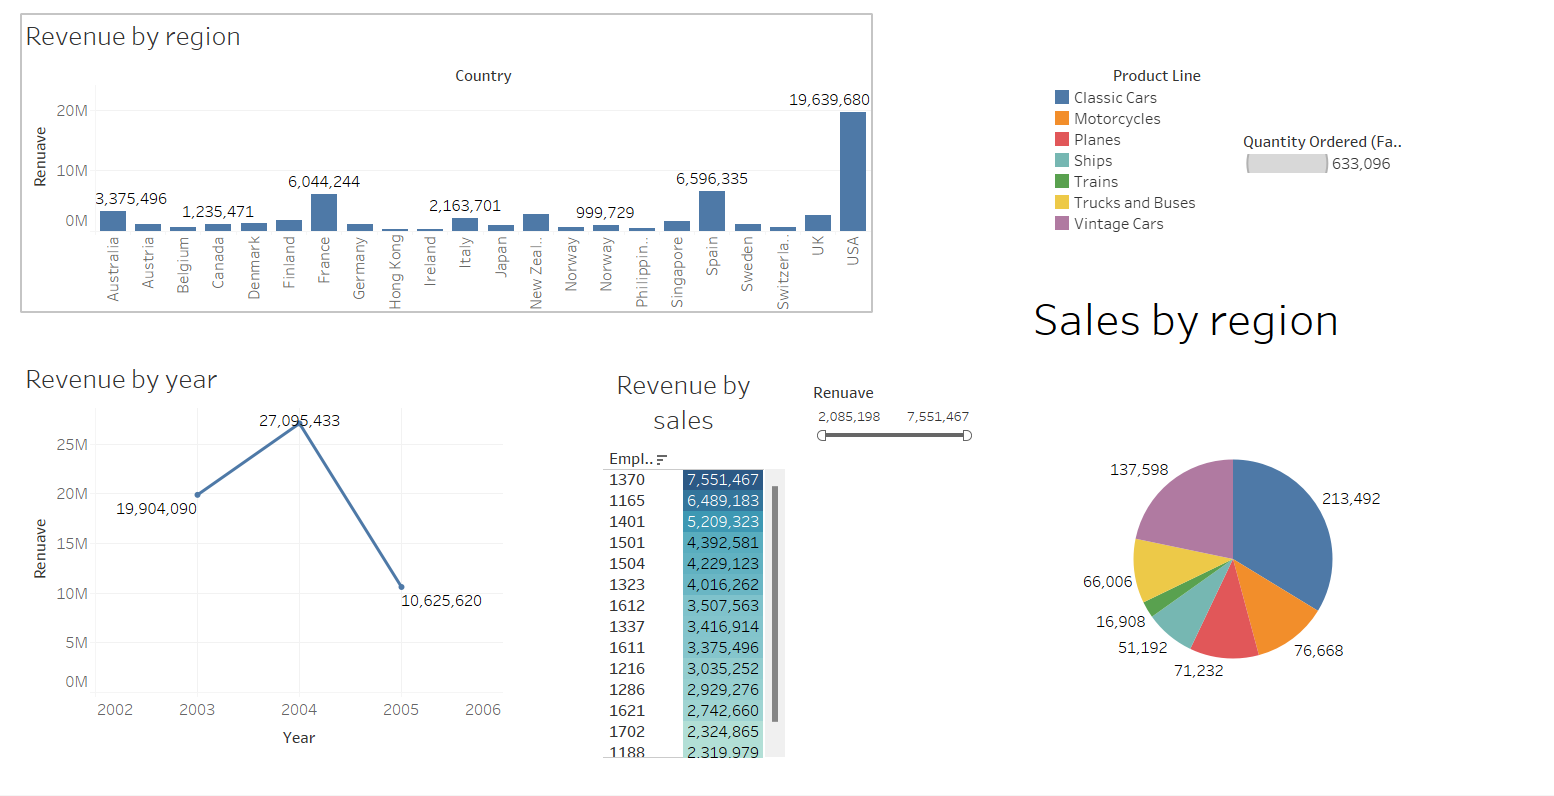 Revenue by region
Country
Renuave
20M
10M
0M
3,375,496
1,235,471
6,044,244
2,163,701
999,729
6,596,335
19,639,680
Australia
Austria
Belgium
Canada
Denmark
Finland
France
Germany
Hong Kong
Ireland
Italy
Japan
New Zeal..
Norway
Norway
Philippin..
Singapore
Spain
Sweden
Switzerla..
UK
USA
Product Line
Classic Cars
Motorcycles
Planes
Ships
Trains
Trucks and Buses
Vintage Cars
Quantity Ordered (Fa..
633,096
Sales by region
137,598
213,492
66,006
16,908
51,192
71,232
76,668
Revenue by year
Renuave
25M
20M
15M
10M
5M
0M
27,095,433
19,904,090
10,625,620
2002 2003 2004 2005 2006
Year
Revenue by
sales
Empl..
1370 7,551,467
1165 6,489,183
1401 5,209,323
1501 4,392,581
1504 4,229,123
1323 4,016,262
1612 3,507,563
1337 3,416,914
1611 3,375,496
1216 3,035,252
1286 2,929,276
1621 2,742,660
1702 2,324,865
1188 2,319,979
Renuave
2,085,198 7,551,467